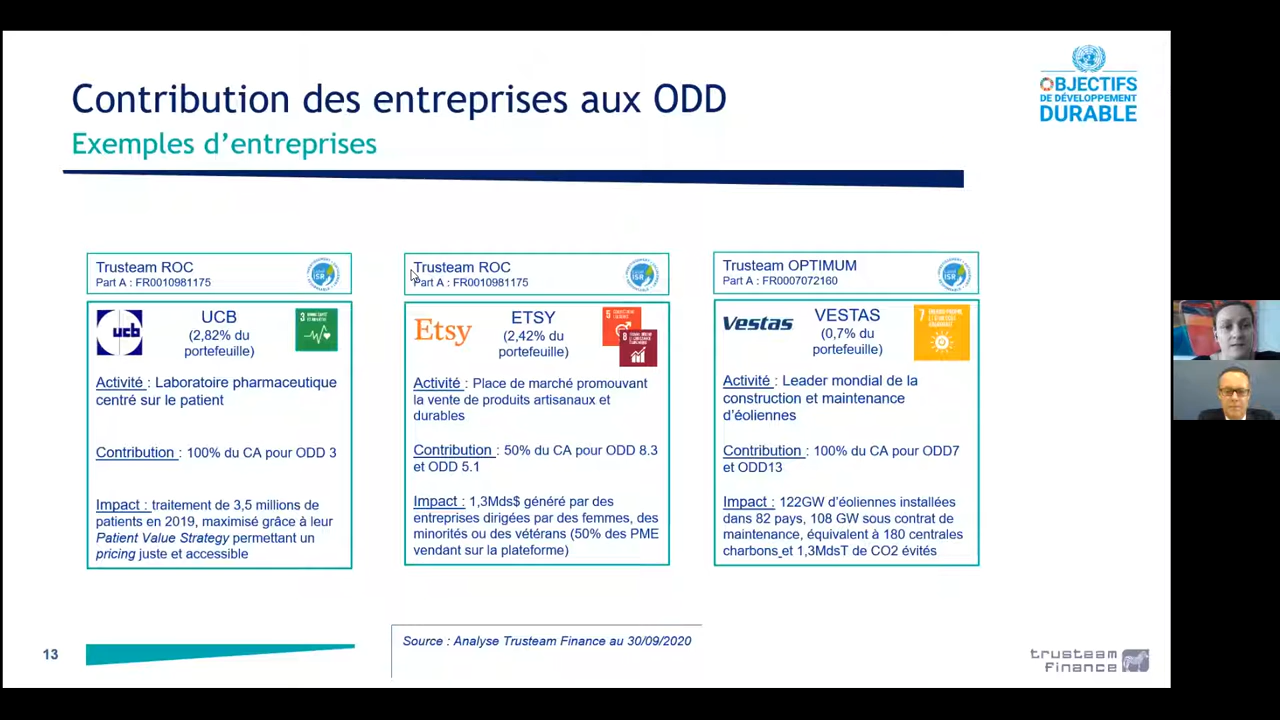 Contribution des entreprises aux ODD
Exemples d'entreprises
OBJECTIFS
DE DÉVELOPPEMENT
DURABLE
Trusteam ROC
Part A : FR0010981175
ISR
UCB
(2,82% du
portefeuille)
ucb
3
Activité : Laboratoire pharmaceutique
centré sur le patient
Contribution : 100% du CA pour ODD 3
Impact : traitement de 3,5 millions de
patients en 2019, maximisé grâce à leur
Patient Value Strategy permettant un
pricing juste et accessible
Trusteam ROC
Part A : FR0010981175
ISR
Etsy
ETSY
(2,42% du
portefeuille)
5
8
Activité : Place de marché promouvant
la vente de produits artisanaux et
durables
Contribution : 50% du CA pour ODD 8.3
et ODD 5.1
Impact : 1,3Mds$ généré par des
entreprises dirigées par des femmes, des
minorités ou des vétérans (50% des PME
vendant sur la plateforme)
Trusteam OPTIMUM
Part A : FR0007072160
ISR
Vestas
VESTAS
(0,7% du
portefeuille)
7
Activité : Leader mondial de la
construction et maintenance
d'éoliennes
Contribution : 100% du CA pour ODD7
et ODD13
Impact : 122GW d'éoliennes installées
dans 82 pays, 108 GW sous contrat de
maintenance, équivalent à 180 centrales
charbons et 1,3MdsT de CO2 évités
Source : Analyse Trusteam Finance au 30/09/2020
13
trusteam
finance